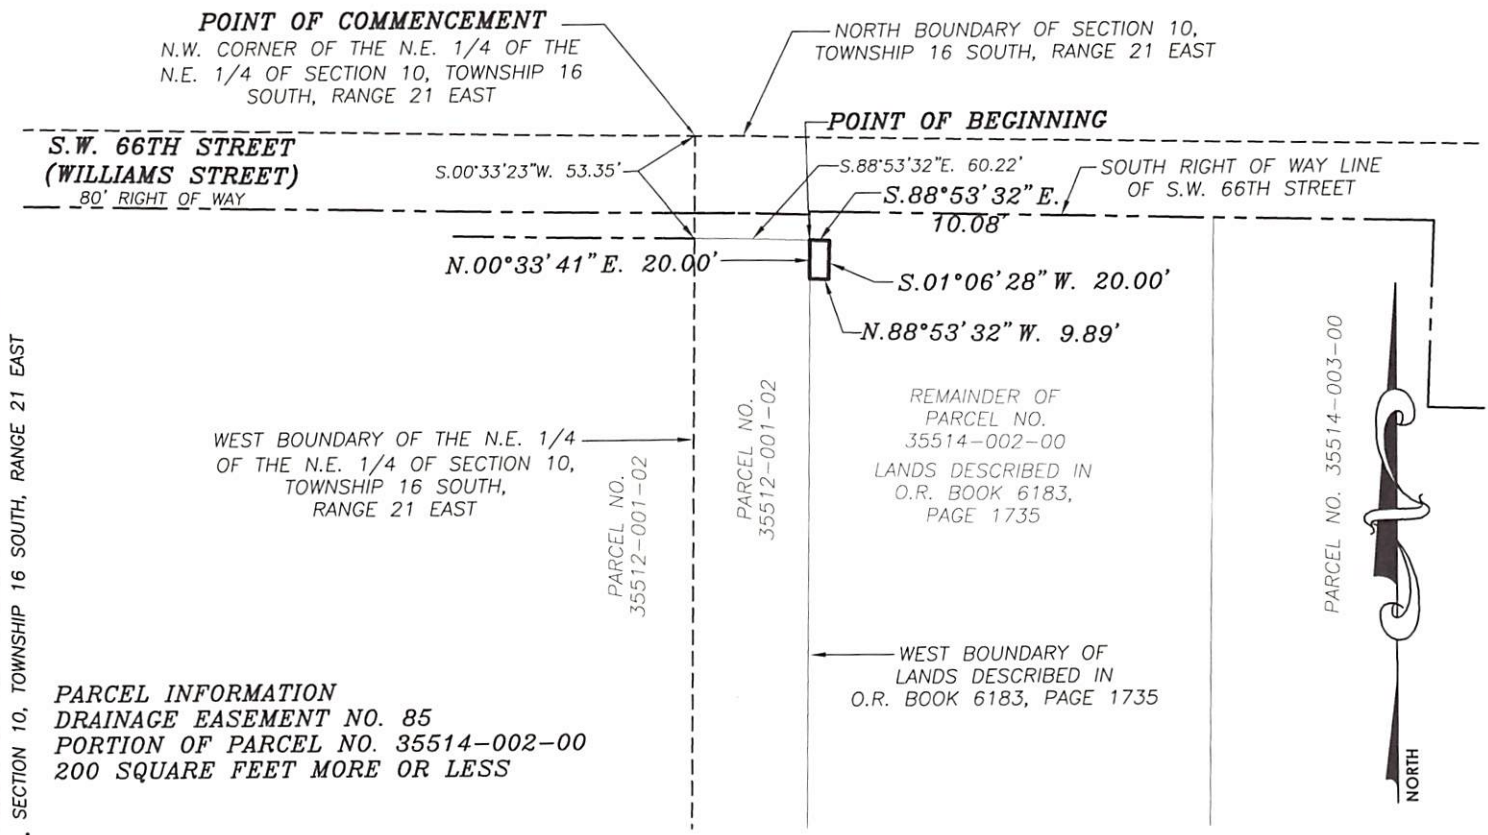 POINT OF COMMENCEMENT
N.W. CORNER OF THE N.E. 1/4 OF THE
N.E. 1/4 OF SECTION 10, TOWNSHIP 16
SOUTH, RANGE 21 EAST
NORTH BOUNDARY OF SECTION 10,
TOWNSHIP 16 SOUTH, RANGE 21 EAST
POINT OF BEGINNING
S.W. 66TH STREET
(WILLIAMS STREET)
80' RIGHT OF WAY
S.00°33'23"W. 53.35'
S.88°53'32"E. 60.22'
S.88°53'32"E.
10.08'
SOUTH RIGHT OF WAY LINE
OF S.W. 66TH STREET
N.00°33'41"E. 20.00'
S.01°06'28"W. 20.00'
N.88°53'32"W. 9.89'
WEST BOUNDARY OF THE N.E. 1/4
OF THE N.E. 1/4 OF SECTION 10,
TOWNSHIP 16 SOUTH,
RANGE 21 EAST
PARCEL NO.
35512-001-02
PARCEL NO.
35512-001-02
REMAINDER OF
PARCEL NO.
35514-002-00
LANDS DESCRIBED IN
O.R. BOOK 6183,
PAGE 1735
PARCEL NO. 35514-003-00
WEST BOUNDARY OF
LANDS DESCRIBED IN
O.R. BOOK 6183, PAGE 1735
SECTION 10, TOWNSHIP 16 SOUTH, RANGE 21 EAST
PARCEL INFORMATION
DRAINAGE EASEMENT NO. 85
PORTION OF PARCEL NO. 35514-002-00
200 SQUARE FEET MORE OR LESS
NORTH